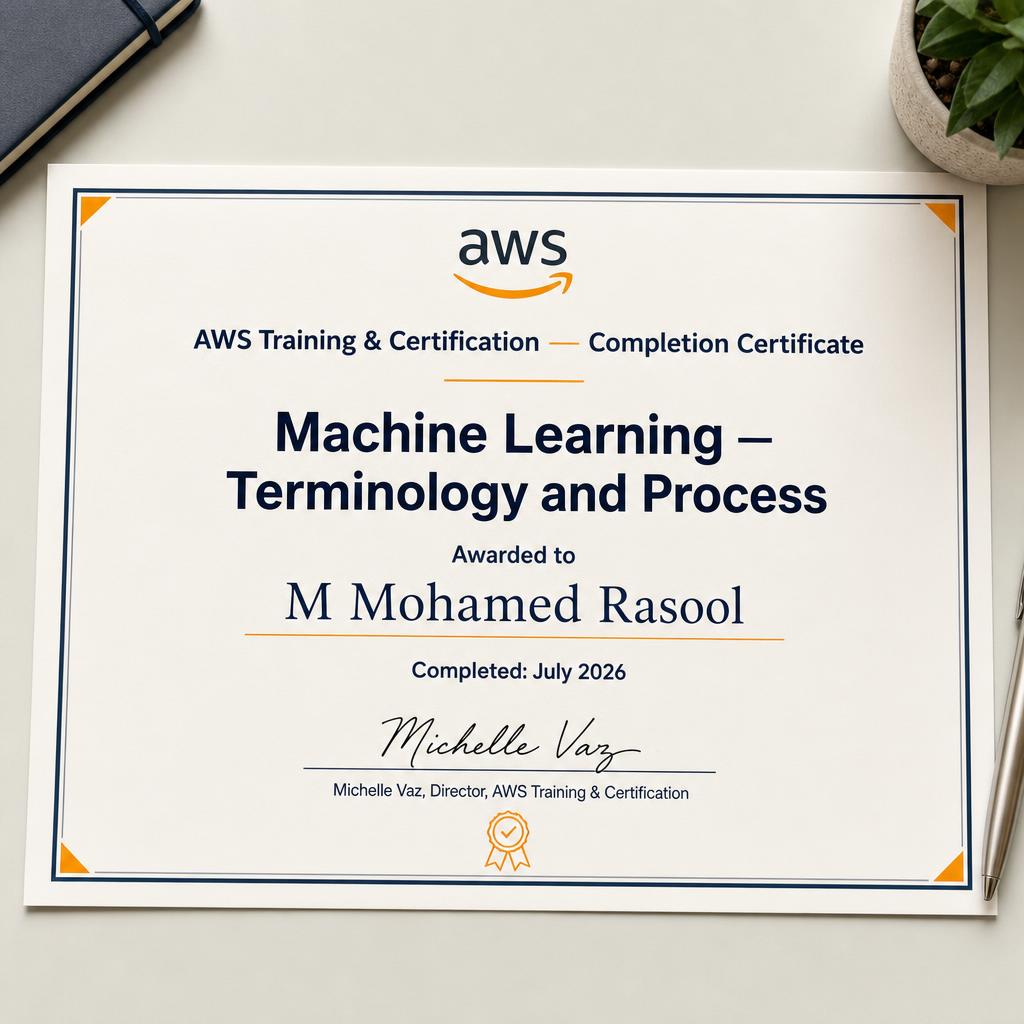 aws
AWS Training & Certification — Completion Certificate
Machine Learning —
Terminology and Process
Awarded to
M Mohamed Rasool
Completed: July 2026
Michelle Vaz
Michelle Vaz, Director, AWS Training & Certification